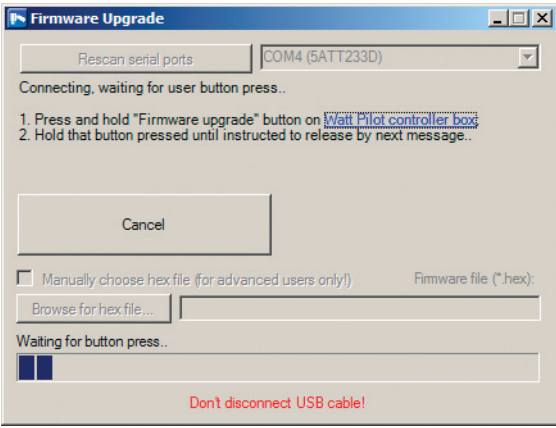 Firmware Upgrade
Rescan serial ports
COM4 (5ATT233D)
Connecting, waiting for user button press..
1. Press and hold "Firmware upgrade" button on Watt Pilot controller box:
2. Hold that button pressed until instructed to release by next message..
Cancel
Manually choose hex file (for advanced users only!)
Firmware file (*.hex):
Browse for hex file...
Waiting for button press..
Don't disconnect USB cable!